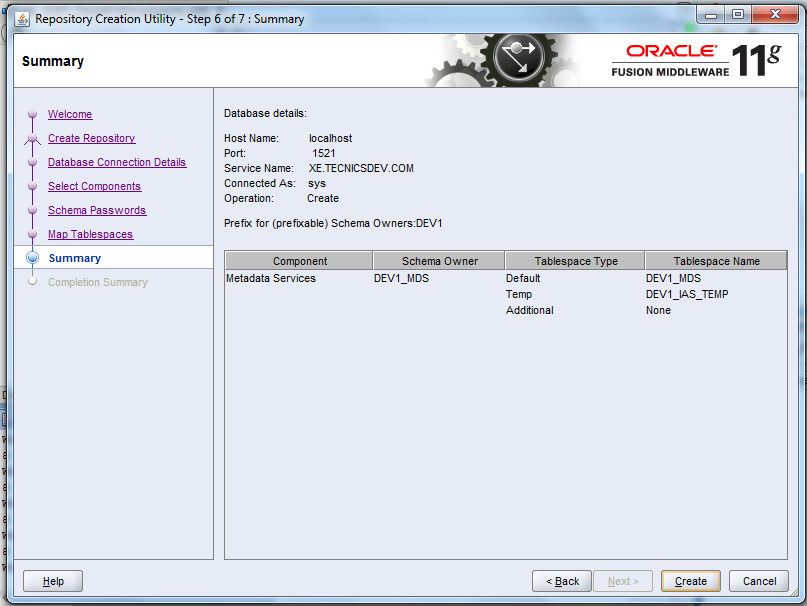 Repository Creation Utility - Step 6 of 7 : Summary
Summary
ORACLE
FUSION MIDDLEWARE
11g
Welcome
Create Repository
Database Connection Details
Select Components
Schema Passwords
Map Tablespaces
Summary
Completion Summary
Database details:
Host Name: localhost
Port: 1521
Service Name: XE.TECNICSDEV.COM
Connected As: sys
Operation: Create
Prefix for (prefixable) Schema Owners:DEV1
Component Schema Owner Tablespace Type Tablespace Name
Metadata Services DEV1_MDS Default DEV1_MDS
Temp DEV1_IAS_TEMP
Additional None
Help < Back Next > Create Cancel